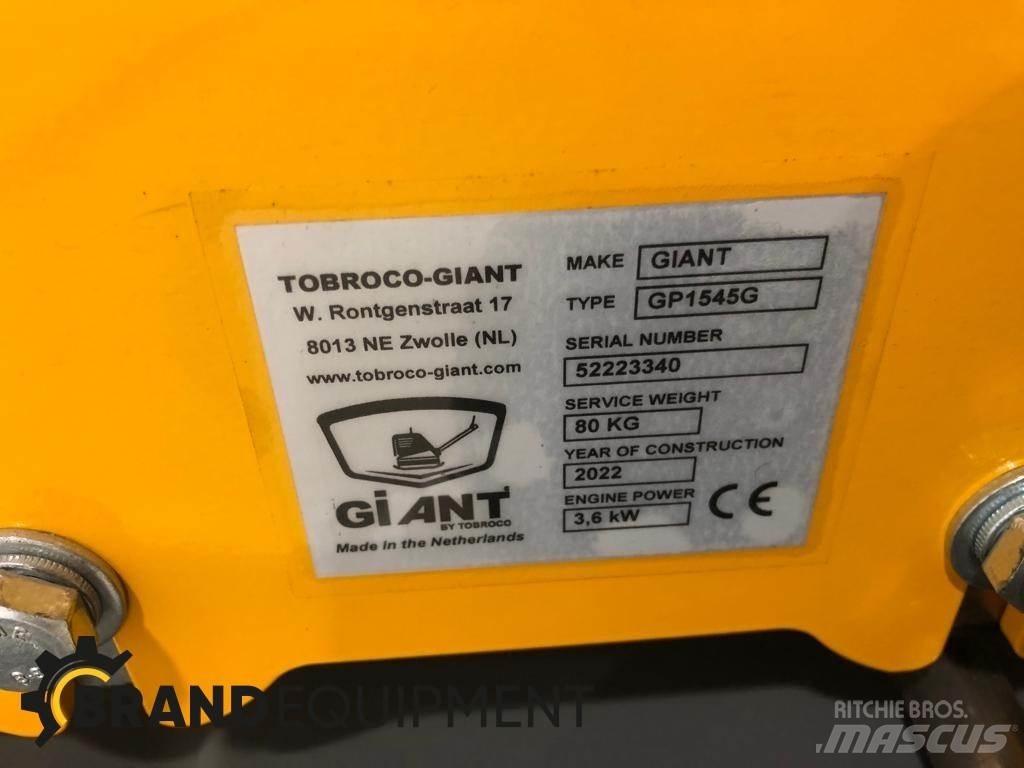 TOBROCO-GIANT
W. Rontgenstraat 17
8013 NE Zwolle (NL)
www.tobroco-giant.com
GiANT
BY TOBROCO
Made in the Netherlands
MAKE GIANT
TYPE GP1545G
SERIAL NUMBER
52223340
SERVICE WEIGHT
80 KG
YEAR OF CONSTRUCTION
2022
ENGINE POWER
3,6 kW
CE
BRANDEQUIPMENT
RITCHIE BROS.
MASCUS